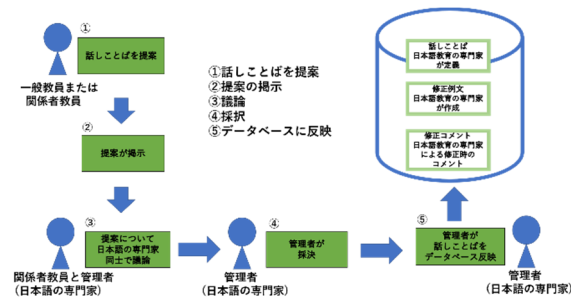 ①
話しことばを提案
一般教員または
関係者教員
②
提案が掲示
③
提案について
日本語の専門家
同士で議論
関係者教員と管理者
（日本語の専門家）
①話しことばを提案
②提案の掲示
③議論
④採択
⑤データベースに反映
④
管理者が
採決
管理者
（日本語の専門家）
⑤
管理者が
話しことばを
データベース反映
管理者
（日本語の専門家）
話しことば
日本語教育の専門家
が定義
修正例文
日本語教育の専門家
が作成
修正コメント
日本語教育の専門家
による修正時の
コメント